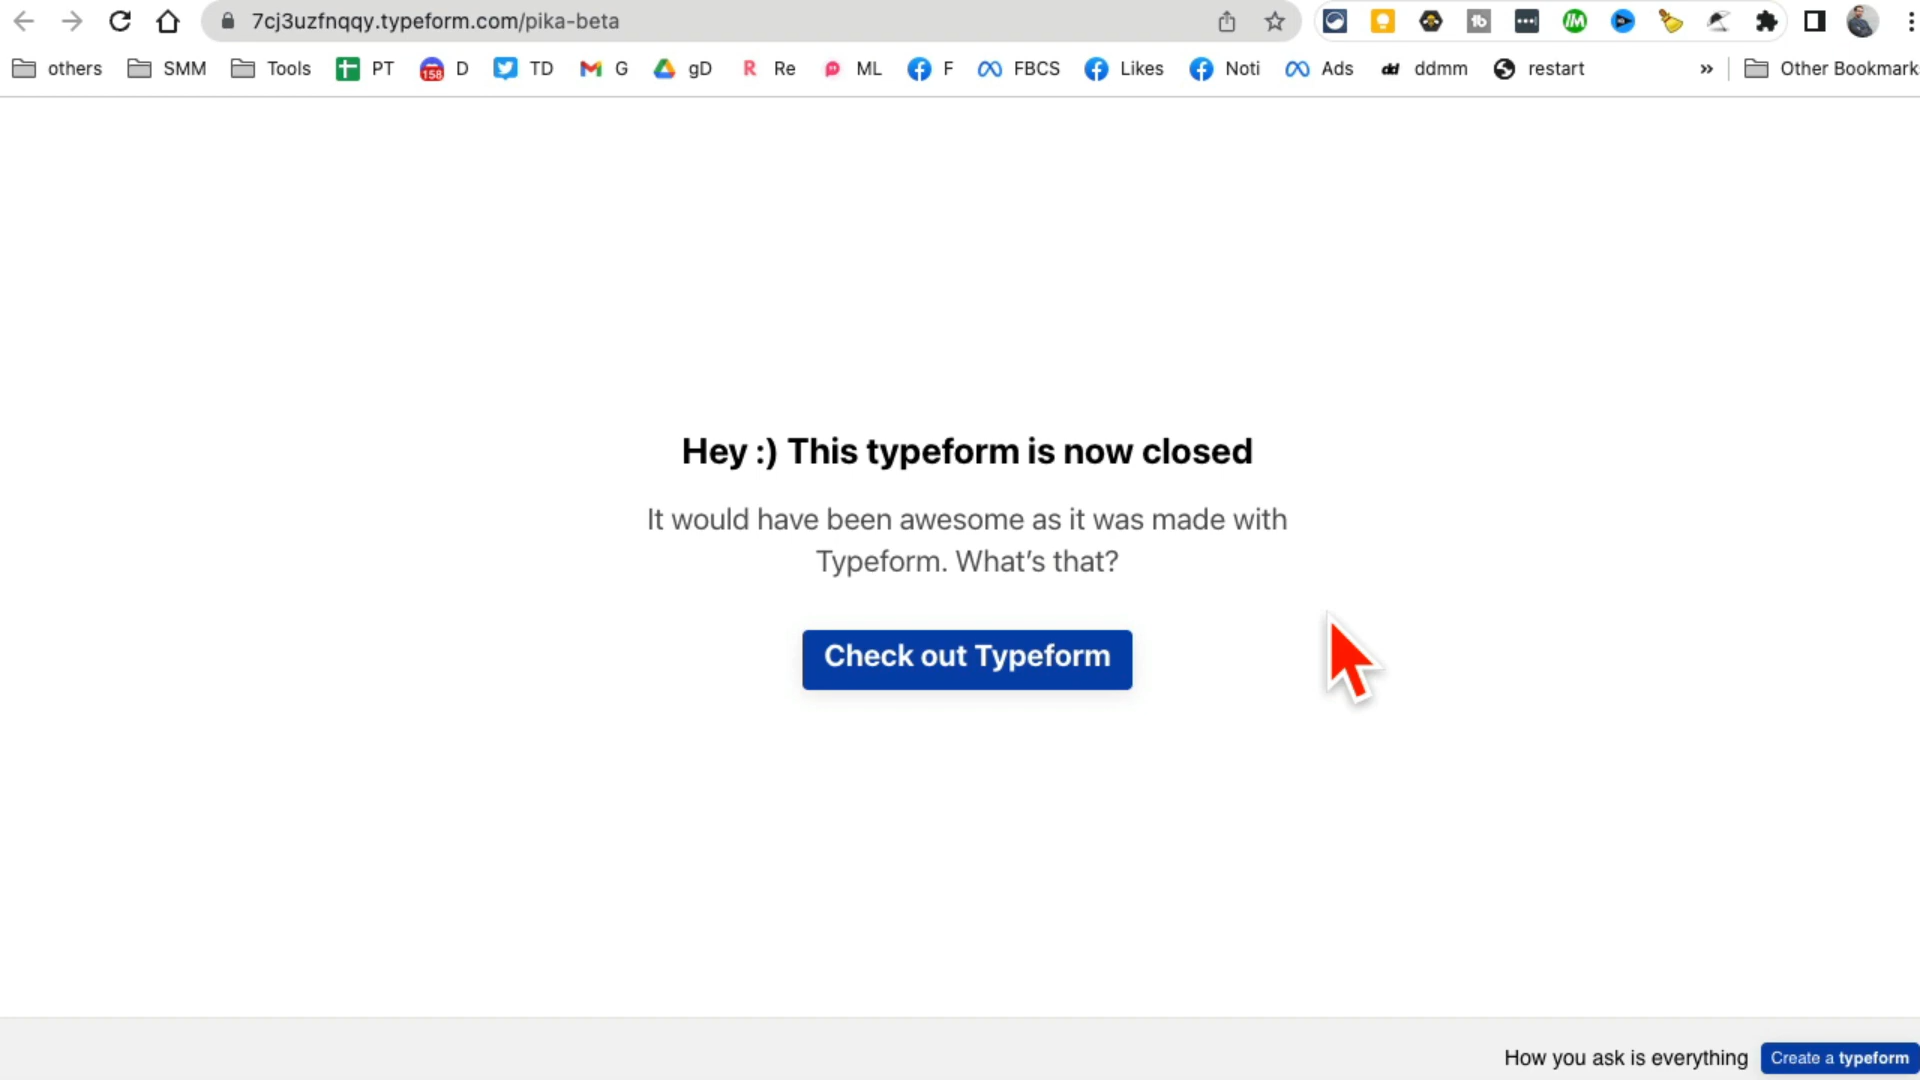 7cj3uzfnqqy.typeform.com/pika-beta
others SMM Tools PT 158 D TD G gD R Re ML F FBCS Likes Noti Ads dd ddmm restart » Other Bookmark
Hey :) This typeform is now closed
It would have been awesome as it was made with
Typeform. What’s that?
Check out Typeform
How you ask is everything Create a typeform